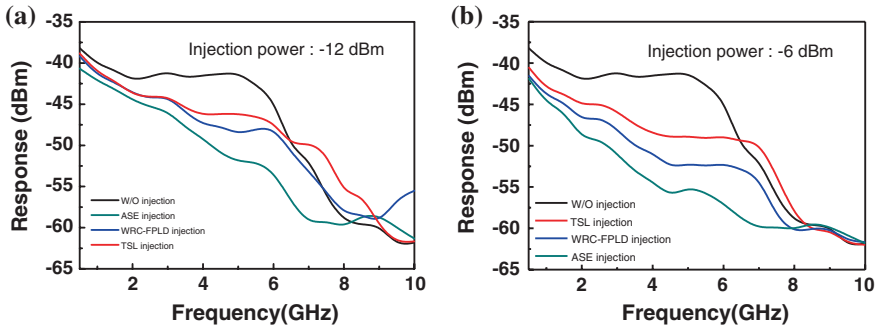 (a)
Injection power : -12 dBm
Response (dBm)
-35
-40
-45
-50
-55
-60
-65
W/O injection
ASE injection
WRC-FPLD injection
TSL injection
2 4 6 8 10
Frequency(GHz)
(b)
Injection power : -6 dBm
Response (dBm)
-35
-40
-45
-50
-55
-60
-65
W/O injection
TSL injection
WRC-FPLD injection
ASE injection
2 4 6 8 10
Frequency(GHz)